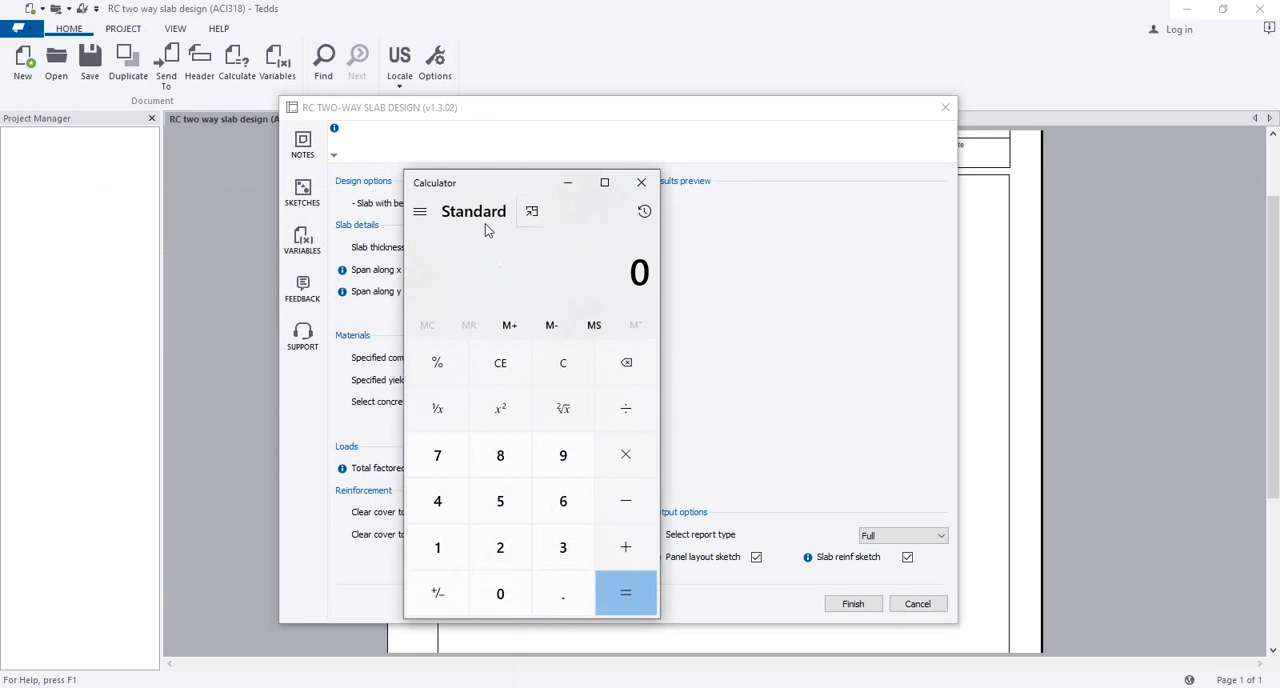 RC two way slab design (ACI318) - Tedds
HOME PROJECT VIEW HELP
Log in
New Open Save Duplicate Send To Header Calculate Variables Find Next US Locale Options
Document
Project Manager
RC two way slab design (A
RC TWO-WAY SLAB DESIGN (v1.3.02)
NOTES
SKETCHES
VARIABLES
FEEDBACK
SUPPORT
Design options
- Slab with be
Slab details
Slab thickness
Span along x
Span along y
Materials
Specified com
Specified yield
Select concre
Loads
Total factored
Reinforcement
Clear cover to
Clear cover to
Calculator
Standard
0
MC MR M+ M- MS M˅
% CE C
¹/x x² ²√x ÷
7 8 9 ×
4 5 6 −
1 2 3 +
+/− 0 . =
sults preview
tput options
Select report type Full
Panel layout sketch Slab reinf sketch
Finish Cancel
For Help, press F1
Page 1 of 1